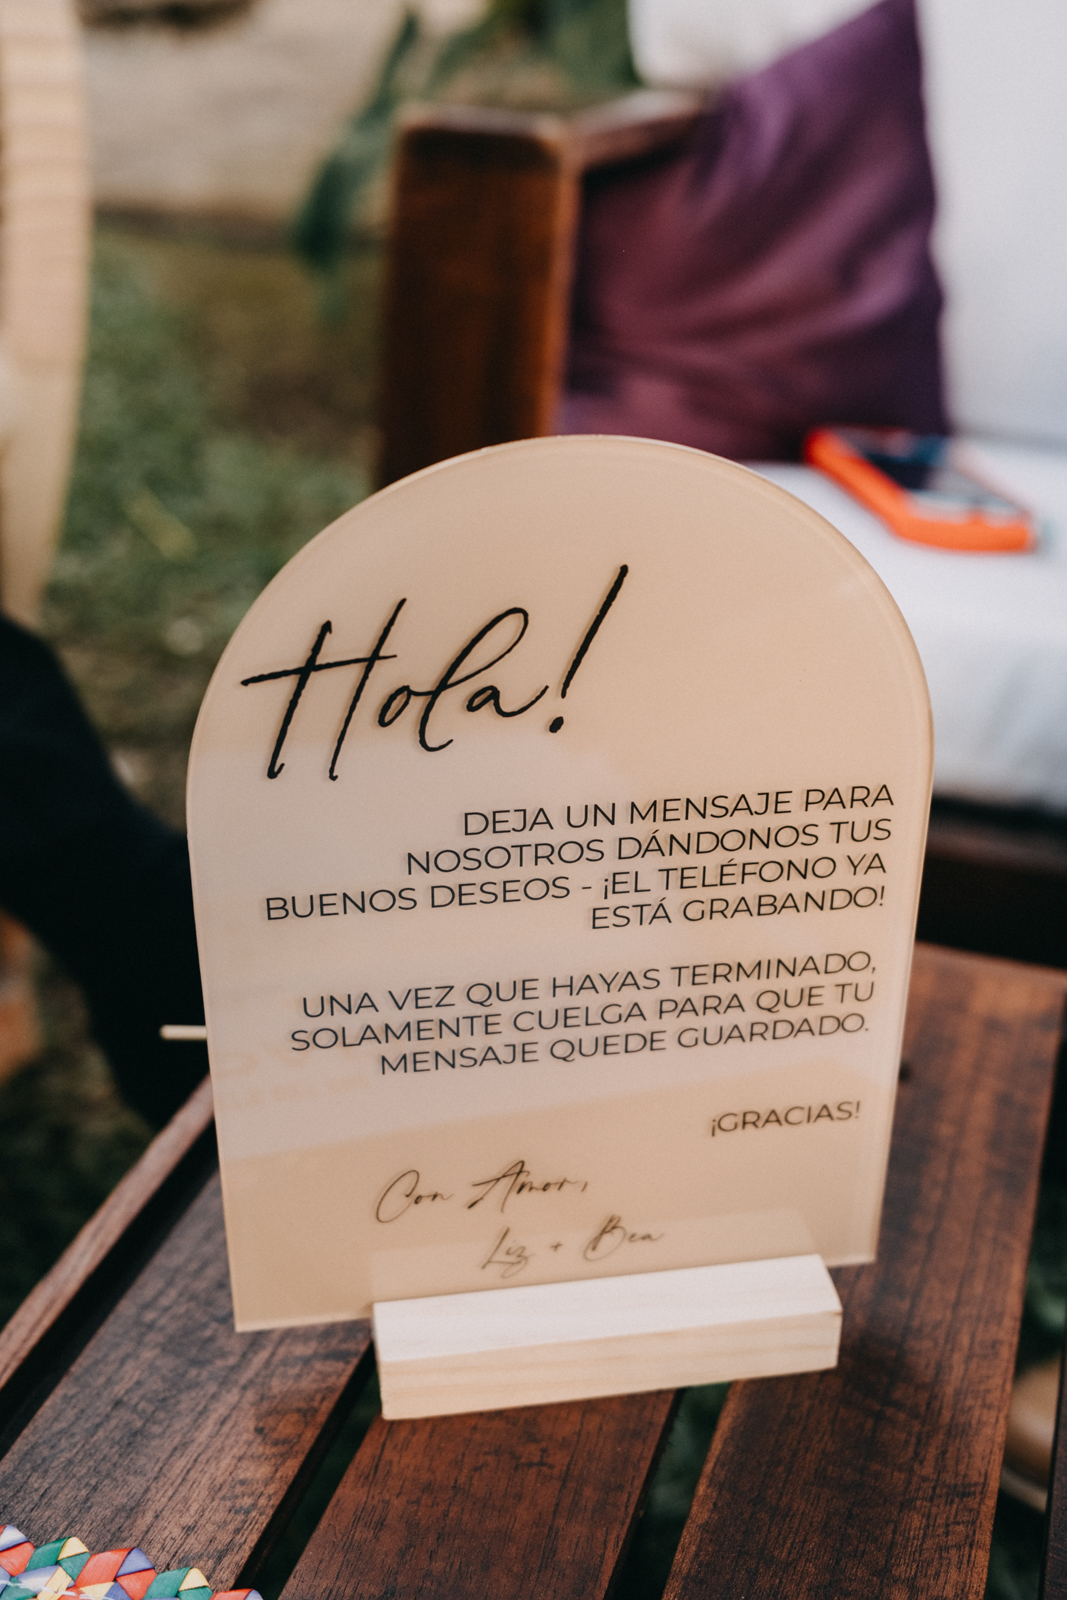 Hola!
DEJA UN MENSAJE PARA
NOSOTROS DÁNDONOS TUS
BUENOS DESEOS - ¡EL TELÉFONO YA
ESTÁ GRABANDO!
UNA VEZ QUE HAYAS TERMINADO,
SOLAMENTE CUELGA PARA QUE TU
MENSAJE QUEDE GUARDADO.
¡GRACIAS!
Con Amor,
Liz + Bea